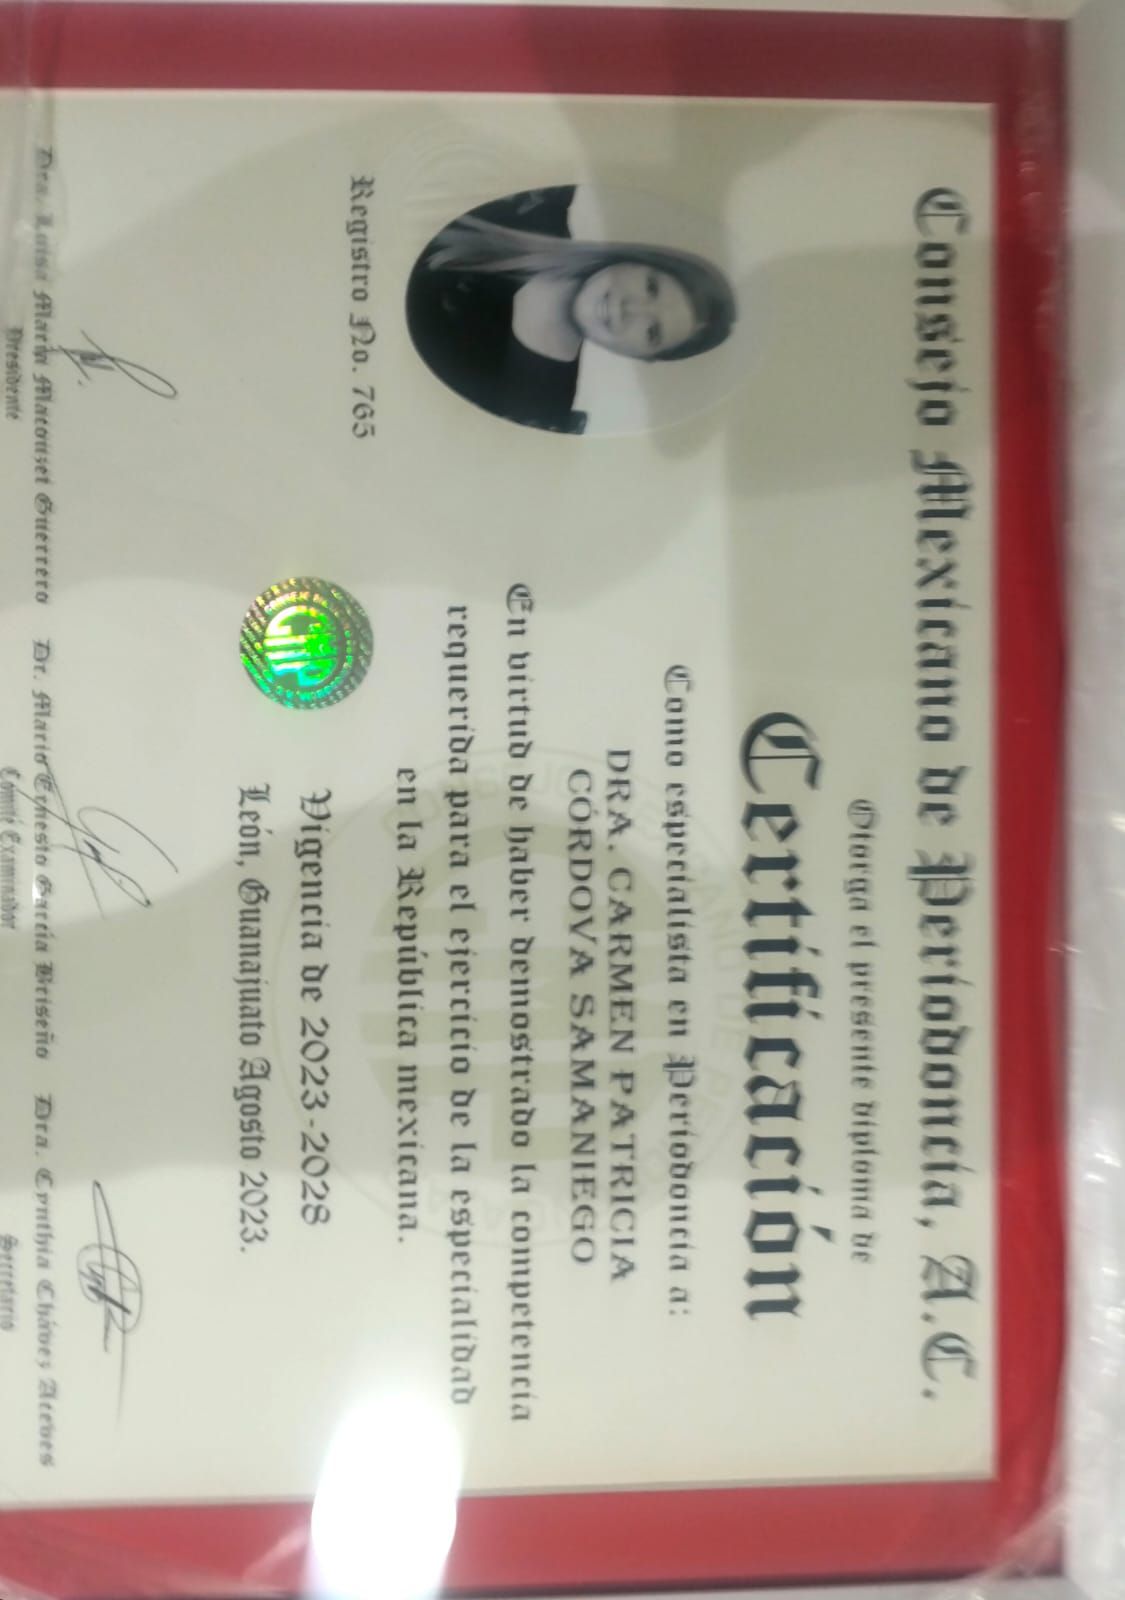 Consejo Mexicano de Periodoncia, A.C.
Otorga el presente diploma de
Certificación
Como especialista en Periodoncia a:
DRA. CARMEN PATRICIA
CÓRDOVA SAMANIEGO
En virtud de haber demostrado la competencia
requerida para el ejercicio de la especialidad
en la República mexicana.
Registro No. 765
Vigencia de 2023-2028
León, Guanajuato Agosto 2023.
Dra. Luisa María Guerrero
Presidente
Dr. Mario Ernesto García Briseño
Comité Examinador
Dra. Cynthia Chávez Aceves
Secretario